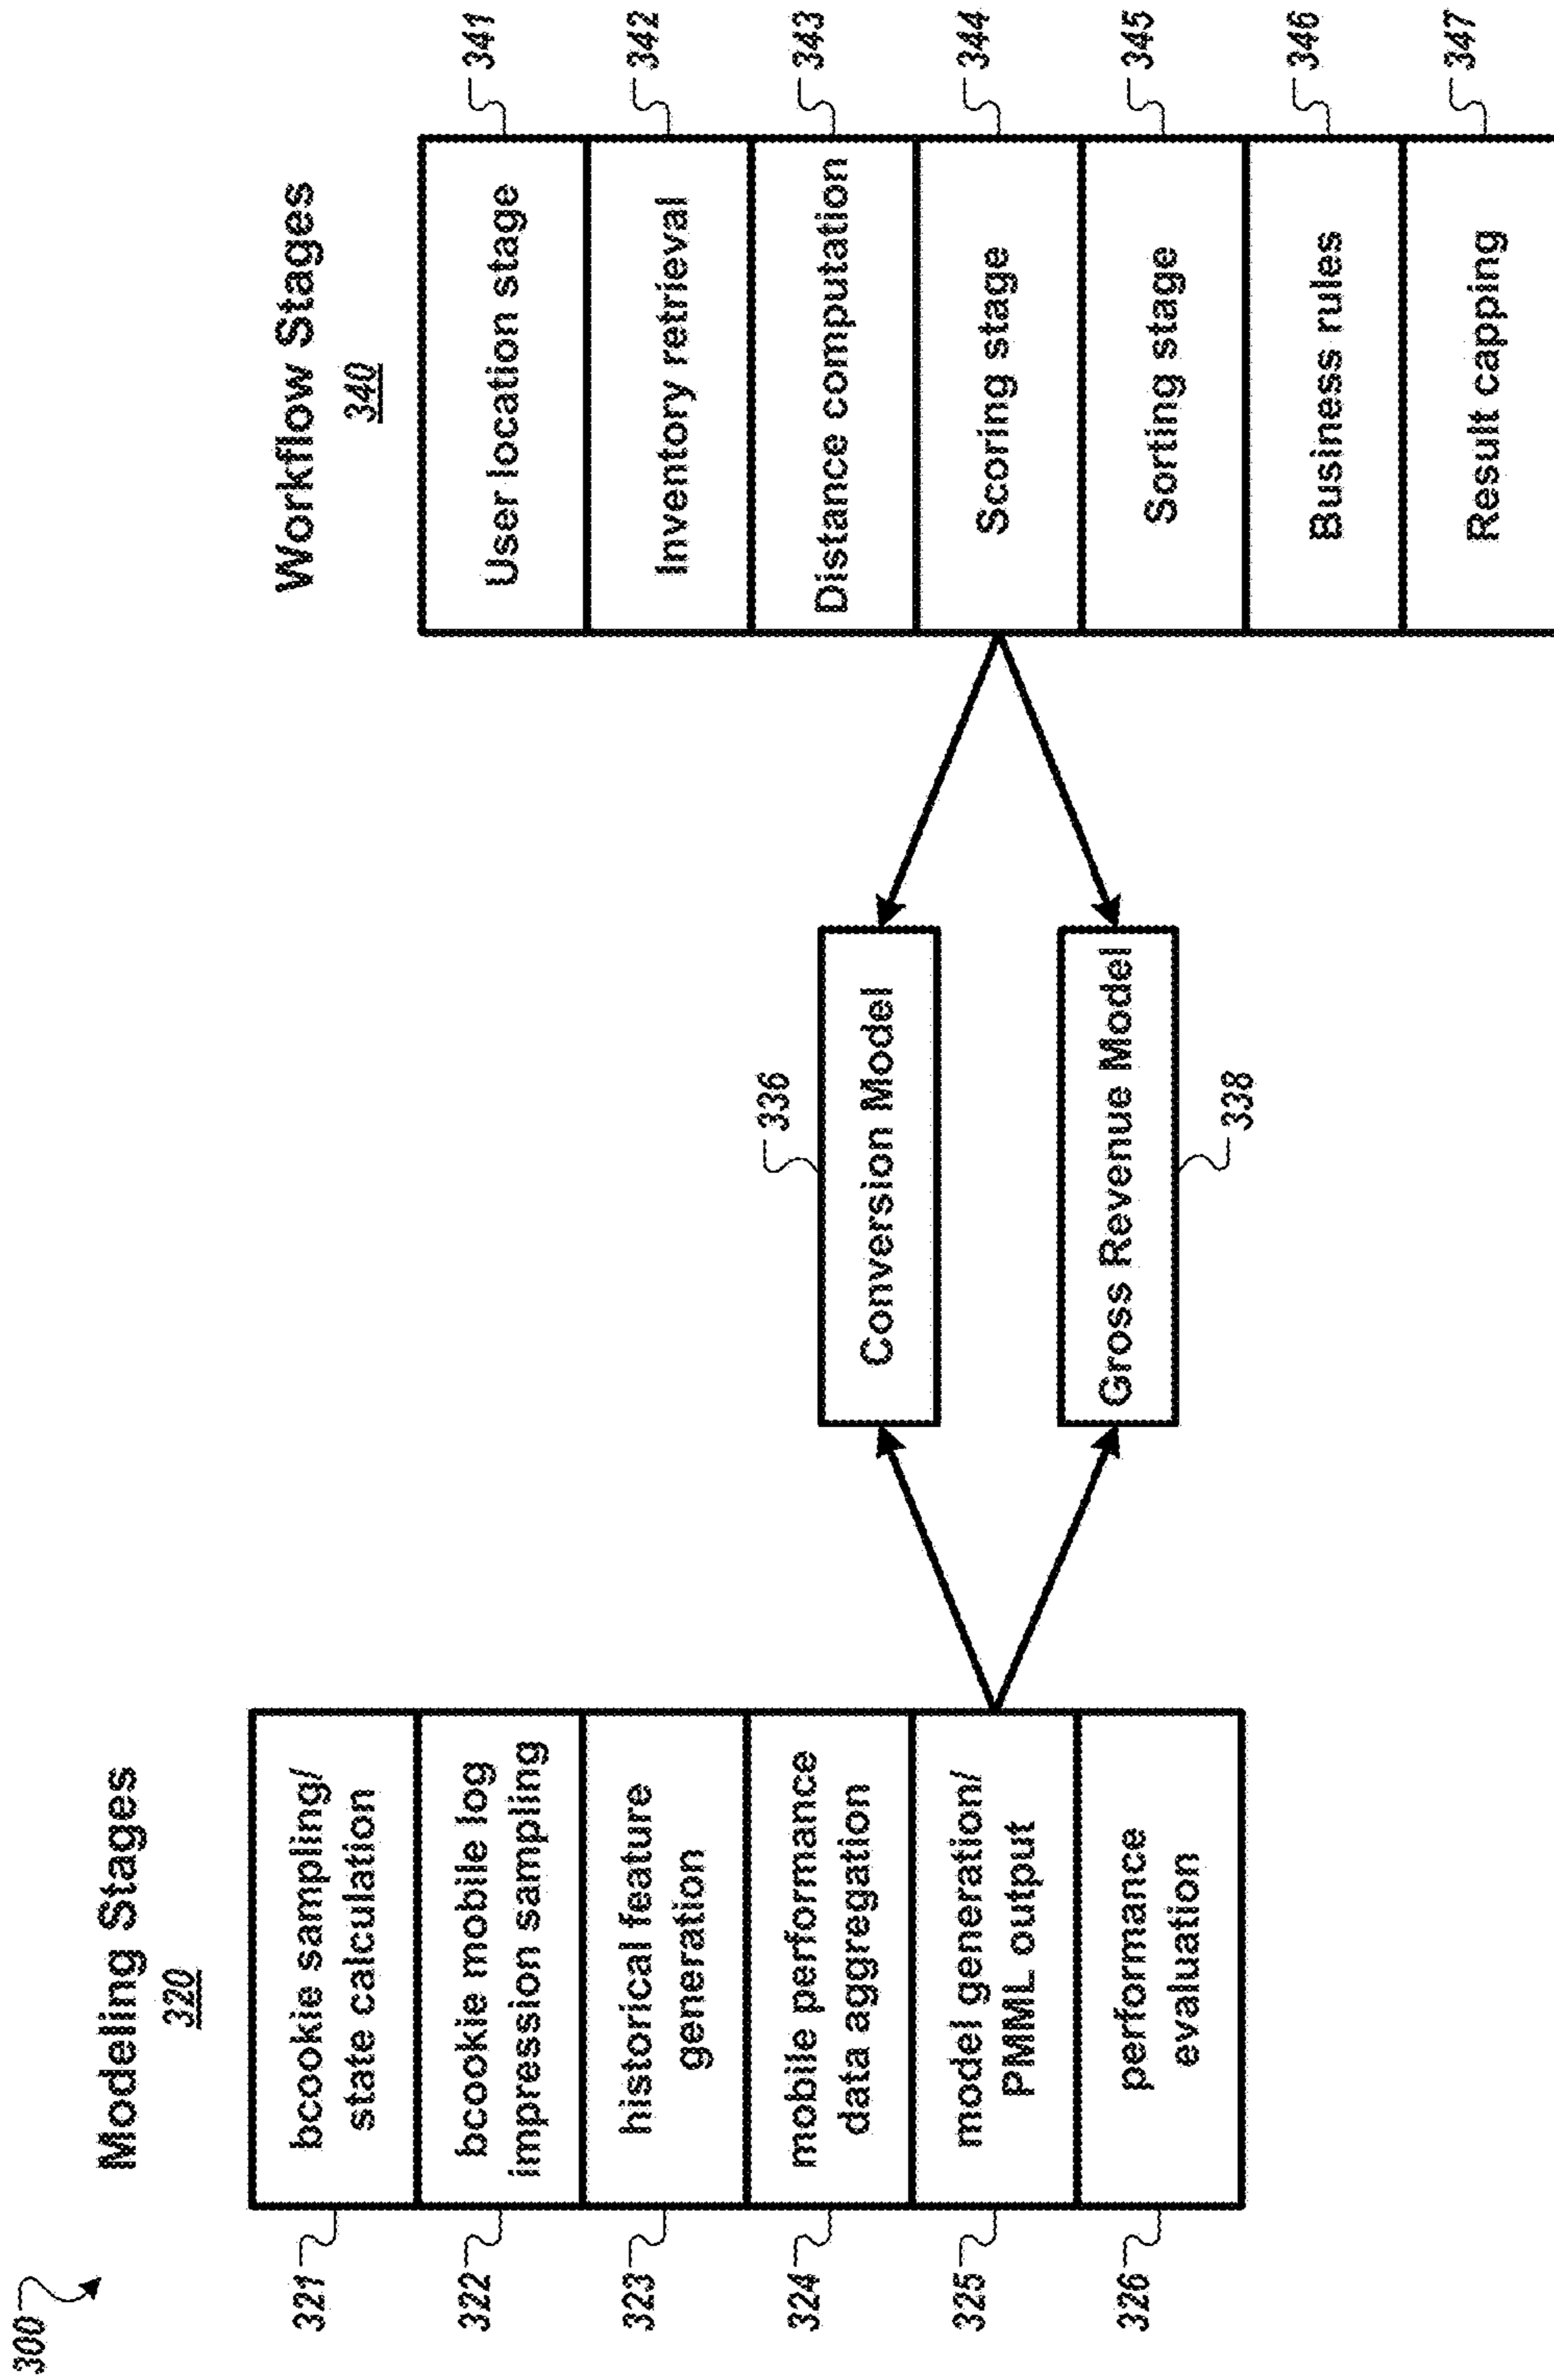 300
Modeling Stages
320
321
bcookie sampling/
state calculation
322
bcookie mobile log
impression sampling
323
historical feature
generation
324
mobile performance
data aggregation
325
model generation/
PMML output
326
performance
evaluation
336
Conversion Model
Gross Revenue Model
338
Workflow Stages
340
User location stage
341
Inventory retrieval
342
Distance computation
343
Scoring stage
344
Sorting stage
345
Business rules
346
Result capping
347